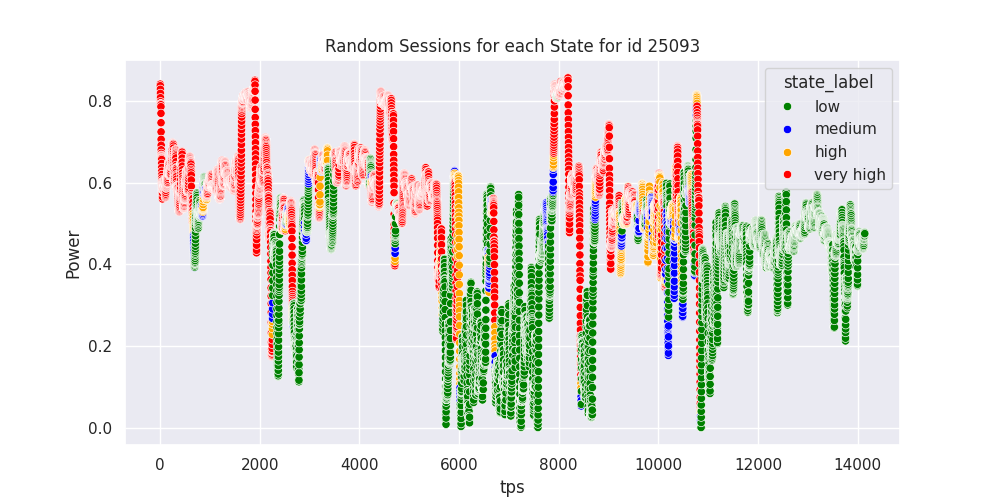 Random Sessions for each State for id 25093
Power
0.8
0.6
0.4
0.2
0.0
state_label
low
medium
high
very high
0 2000 4000 6000 8000 10000 12000 14000
tps